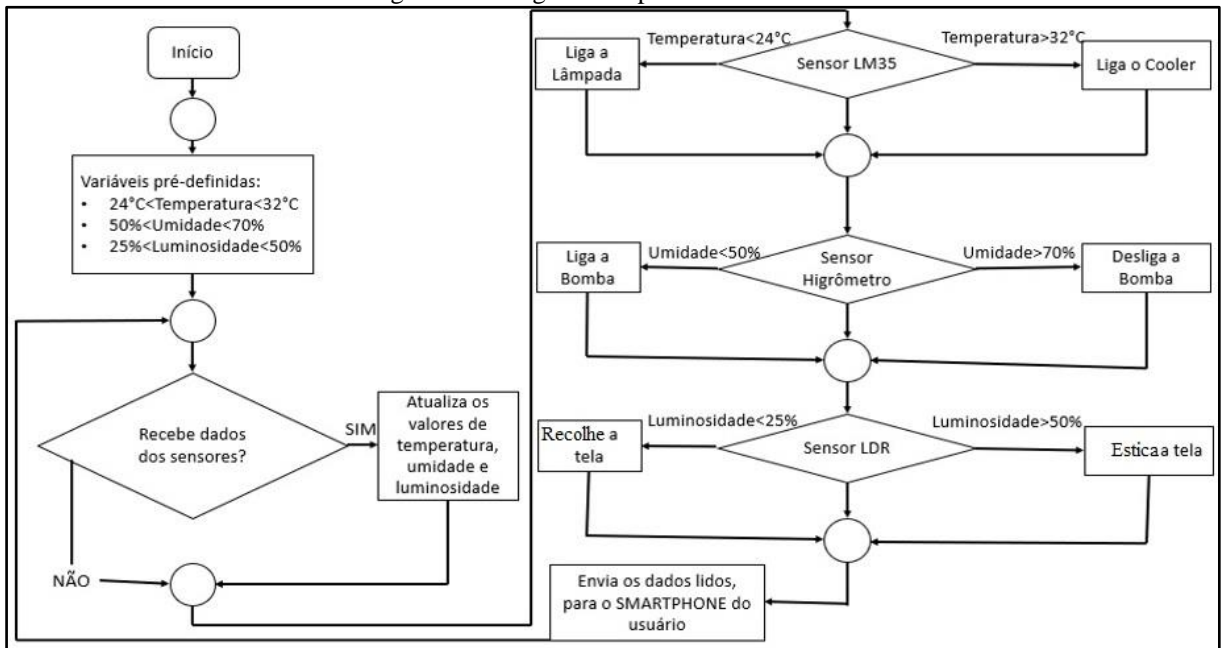 Início
Variáveis pré-definidas:
• 24°C<Temperatura<32°C
• 50%<Umidade<70%
• 25%<Luminosidade<50%
Recebe dados
dos sensores?
SIM
Atualiza os
valores de
temperatura,
umidade e
luminosidade
NÃO
Temperatura<24°C
Temperatura>32°C
Liga a
Lâmpada
Sensor LM35
Liga o Cooler
Umidade<50%
Umidade>70%
Liga a
Bomba
Sensor
Higrômetro
Desliga a
Bomba
Luminosidade<25%
Luminosidade>50%
Recolhe a
tela
Sensor LDR
Esticaa tela
Envia os dados lidos,
para o SMARTPHONE do
usuário